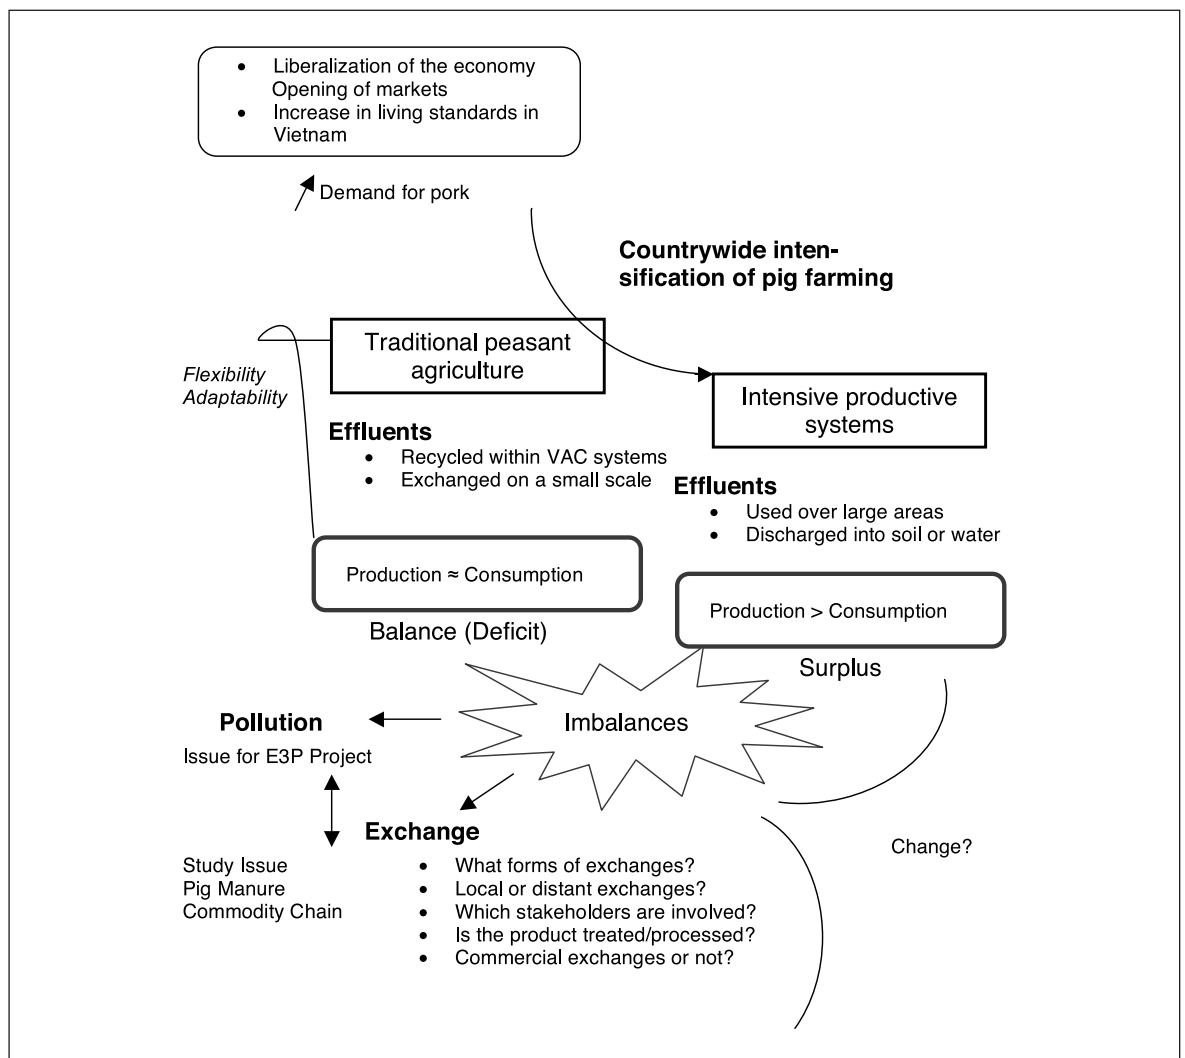 • Liberalization of the economy
Opening of markets
• Increase in living standards in
Vietnam
Demand for pork
Countrywide inten-
sification of pig farming
Traditional peasant
agriculture
Flexibility
Adaptability
Intensive productive
systems
Effluents
• Recycled within VAC systems
• Exchanged on a small scale
Effluents
• Used over large areas
• Discharged into soil or water
Production ≈ Consumption
Balance (Deficit)
Production > Consumption
Surplus
Imbalances
Pollution
Issue for E3P Project
Study Issue
Pig Manure
Commodity Chain
Exchange
• What forms of exchanges?
• Local or distant exchanges?
• Which stakeholders are involved?
• Is the product treated/processed?
• Commercial exchanges or not?
Change?